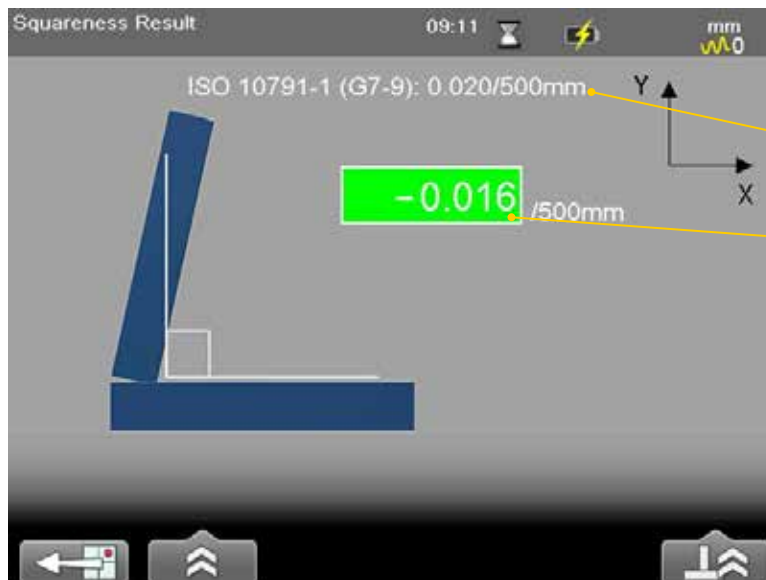 Squareness Result 09:11 mm
0
ISO 10791-1 (G7-9): 0.020/500mm Y
-0.016 /500mm X